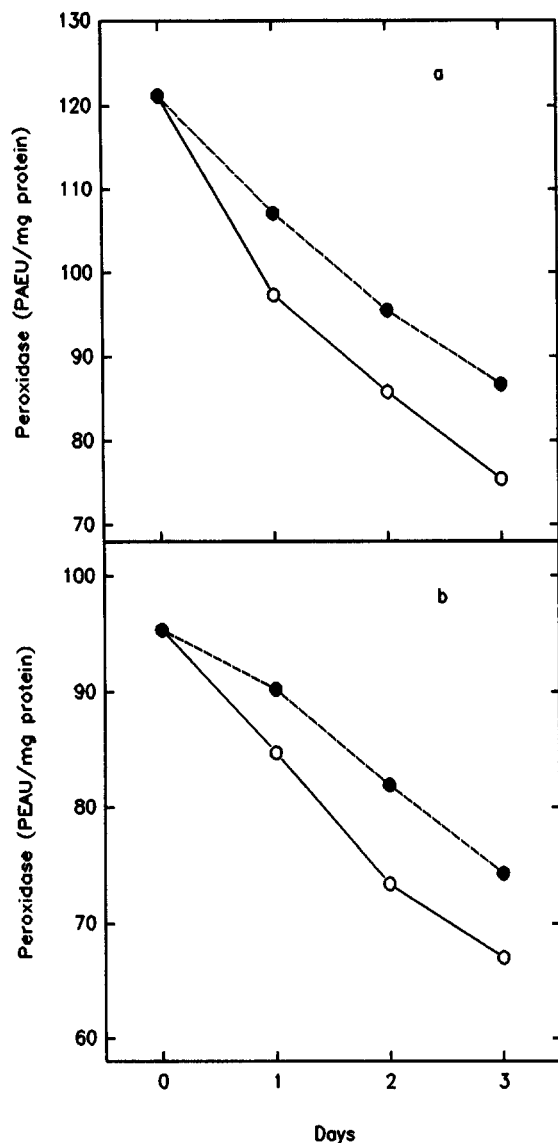 130
120
110
100
90
80
70
Peroxidase (PAEU/mg protein)
a
100
90
80
70
60
Peroxidase (PEAU/mg protein)
b
0 1 2 3
Days